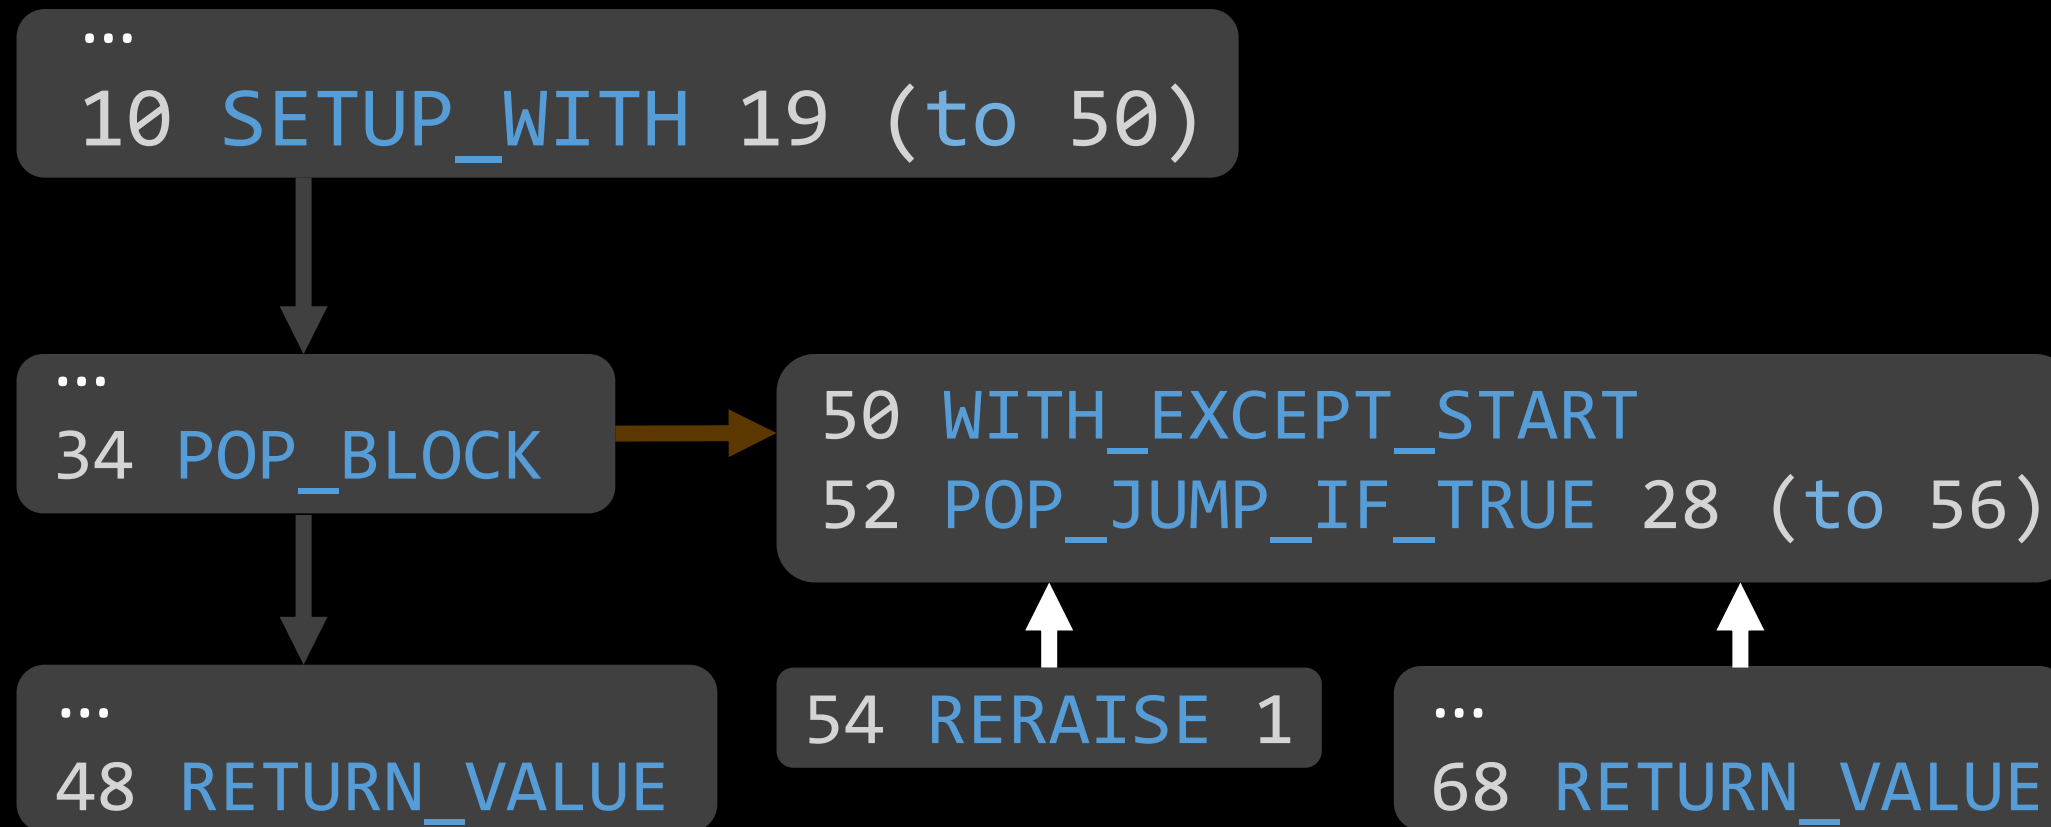 ...
10 SETUP_WITH 19 (to 50)
...
34 POP_BLOCK
50 WITH_EXCEPT_START
52 POP_JUMP_IF_TRUE 28 (to 56)
...
48 RETURN_VALUE
54 RERAISE 1
...
68 RETURN_VALUE